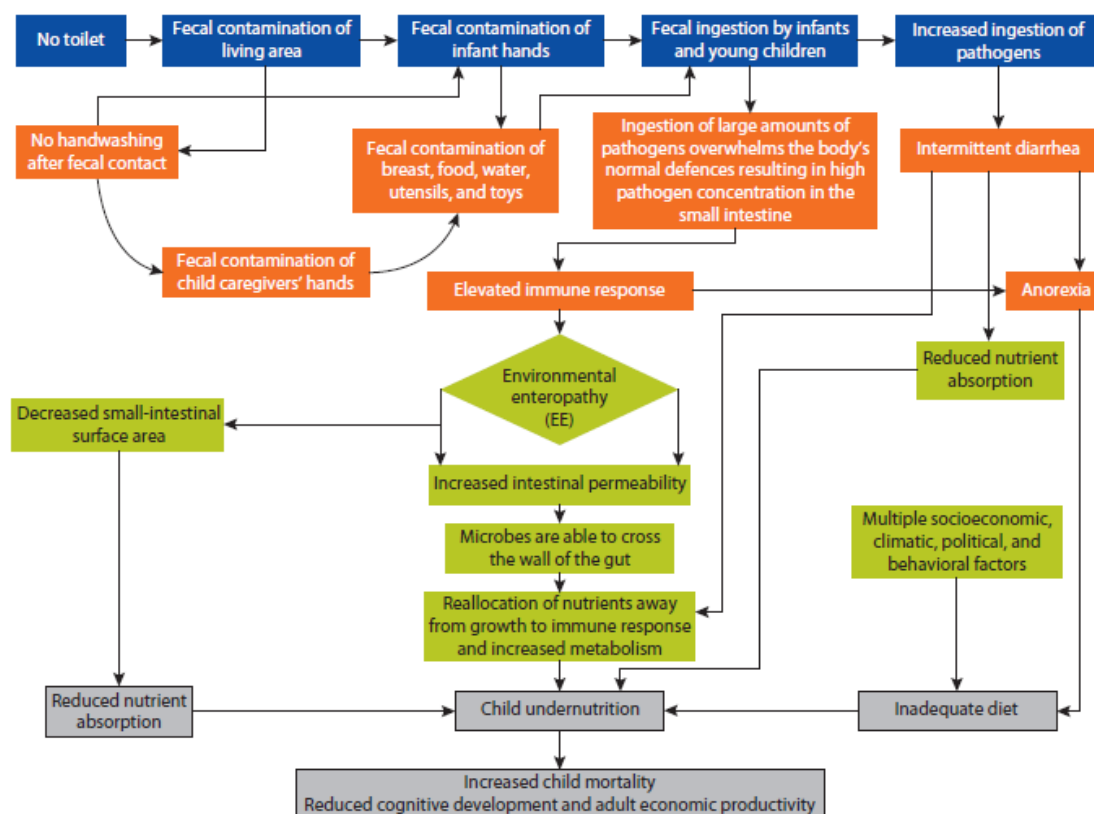 No toilet
Fecal contamination of
living area
Fecal contamination of
infant hands
Fecal ingestion by infants
and young children
Increased ingestion of
pathogens
No handwashing
after fecal contact
Fecal contamination of
breast, food, water,
utensils, and toys
Ingestion of large amounts of
pathogens overwhelms the body's
normal defences resulting in high
pathogen concentration in the
small intestine
Intermittent diarrhea
Fecal contamination of
child caregivers' hands
Elevated immune response
Anorexia
Environmental
enteropathy
(EE)
Reduced nutrient
absorption
Decreased small-intestinal
surface area
Increased intestinal permeability
Microbes are able to cross
the wall of the gut
Multiple socioeconomic,
climatic, political, and
behavioral factors
Reallocation of nutrients away
from growth to immune response
and increased metabolism
Reduced nutrient
absorption
Child undernutrition
Inadequate diet
Increased child mortality
Reduced cognitive development and adult economic productivity